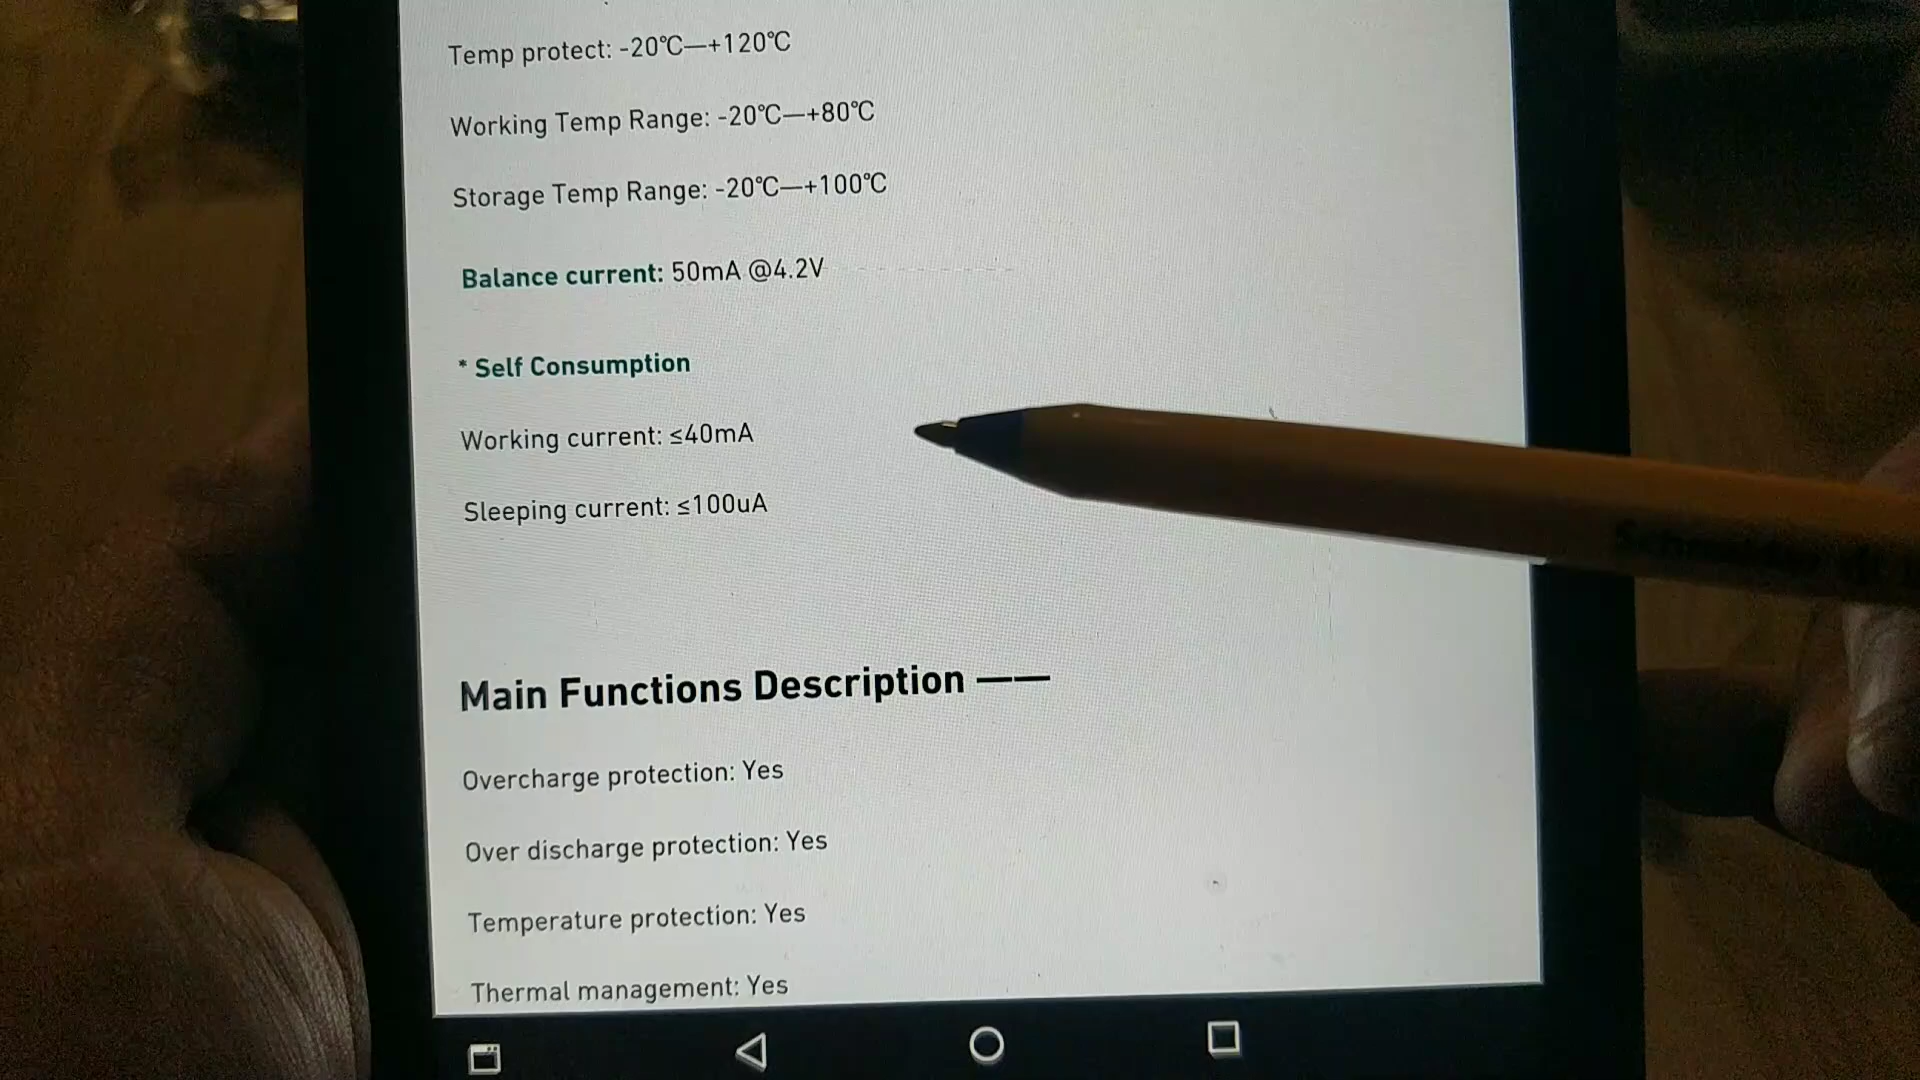 Temp protect: -20℃—+120℃
Working Temp Range: -20℃—+80℃
Storage Temp Range: -20℃—+100℃
Balance current: 50mA @4.2V
* Self Consumption
Working current: ≤40mA
Sleeping current: ≤100uA
Main Functions Description ——
Overcharge protection: Yes
Over discharge protection: Yes
Temperature protection: Yes
Thermal management: Yes